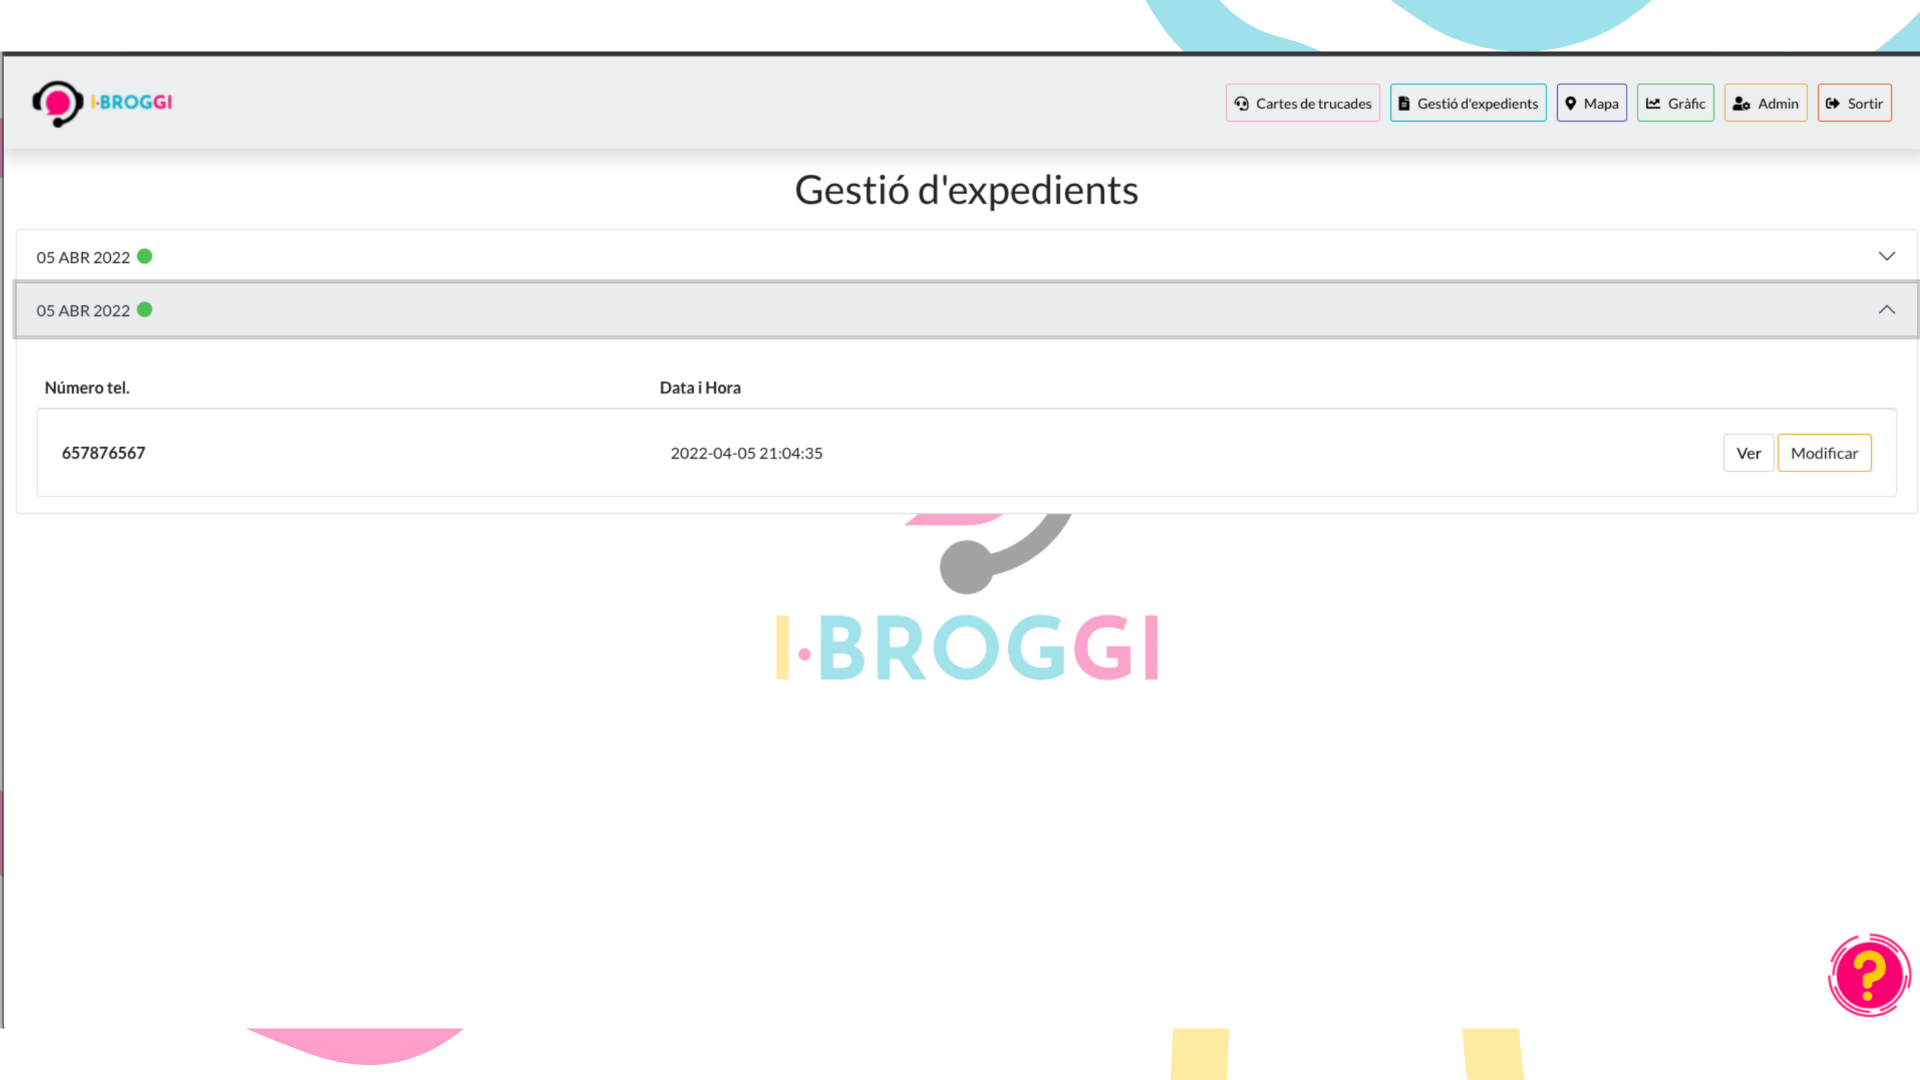 I·BROGGI
Cartes de trucades
Gestió d'expedients
Mapa
Gràfic
Admin
Sortir
Gestió d'expedients
05 ABR 2022
05 ABR 2022
Número tel. Data i Hora
657876567 2022-04-05 21:04:35 Ver Modificar
I·BROGGI
?